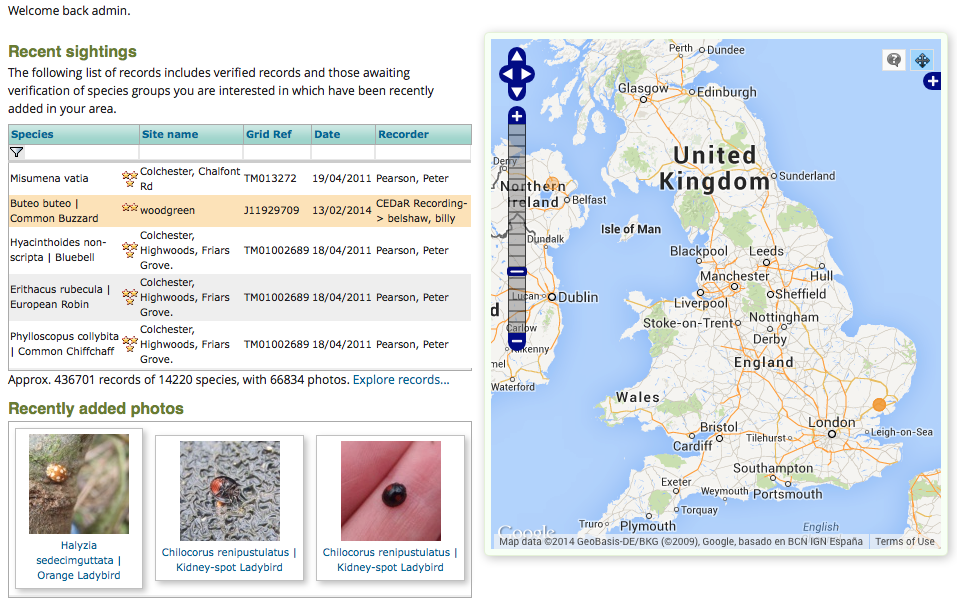 Welcome back admin.
Recent sightings
The following list of records includes verified records and those awaiting
verification of species groups you are interested in which have been recently
added in your area.
Species Site name Grid Ref Date Recorder
Misumena vatia Colchester, Chalfont Rd TM013272 19/04/2011 Pearson, Peter
Buteo buteo | Common Buzzard woodgreen J11929709 13/02/2014 CEDaR Recording-> belshaw, billy
Hyacinthoides non-scripta | Bluebell Colchester, Highwoods, Friars Grove. TM01002689 18/04/2011 Pearson, Peter
Erithacus rubecula | European Robin Colchester, Highwoods, Friars Grove. TM01002689 18/04/2011 Pearson, Peter
Phylloscopus collybita | Common Chiffchaff Colchester, Highwoods, Friars Grove. TM01002689 18/04/2011 Pearson, Peter
Approx. 436701 records of 14220 species, with 66834 photos. Explore records...
Recently added photos
Halyzia
sedecimguttata |
Orange Ladybird
Chilocorus renipustulatus |
Kidney-spot Ladybird
Chilocorus renipustulatus |
Kidney-spot Ladybird
Perth
Dundee
Glasgow
Edinburgh
United
Kingdom
Derry
Northern
Ireland
Belfast
Sunderland
Isle of Man
Dundalk
Blackpool
Leeds
Hull
Manchester
Lucan
Dublin
Liverpool
Sheffield
d
Carlow
Stoke-on-Trent
Nottingham
Derby
Kilkenny
England
mel
Waterford
Wales
London
Bristol
Cardiff
Tilehurst
Leigh-on-Sea
Southampton
Exeter
Weymouth
Portsmouth
Torquay
Truro
Plymouth
English
Google
Map data ©2014 GeoBasis-DE/BKG (©2009), Google, basado en BCN IGN España Terms of Use